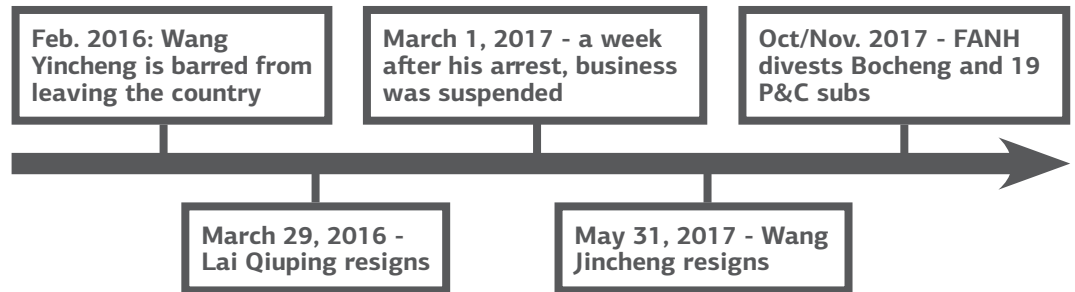 Feb. 2016: Wang
Yincheng is barred from
leaving the country
March 1, 2017 - a week
after his arrest, business
was suspended
Oct/Nov. 2017 - FANH
divests Bocheng and 19
P&C subs
March 29, 2016 -
Lai Qiuping resigns
May 31, 2017 - Wang
Jincheng resigns